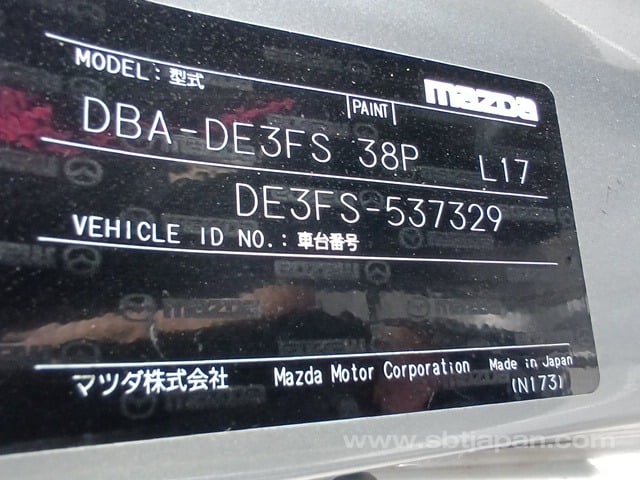 mazda
MODEL: 型式
PAINT
DBA-DE3FS 38P L17
DE3FS-537329
VEHICLE ID NO.: 車台番号
マツダ株式会社 Mazda Motor Corporation Made in Japan
(N173)
www.sbtjapan.com